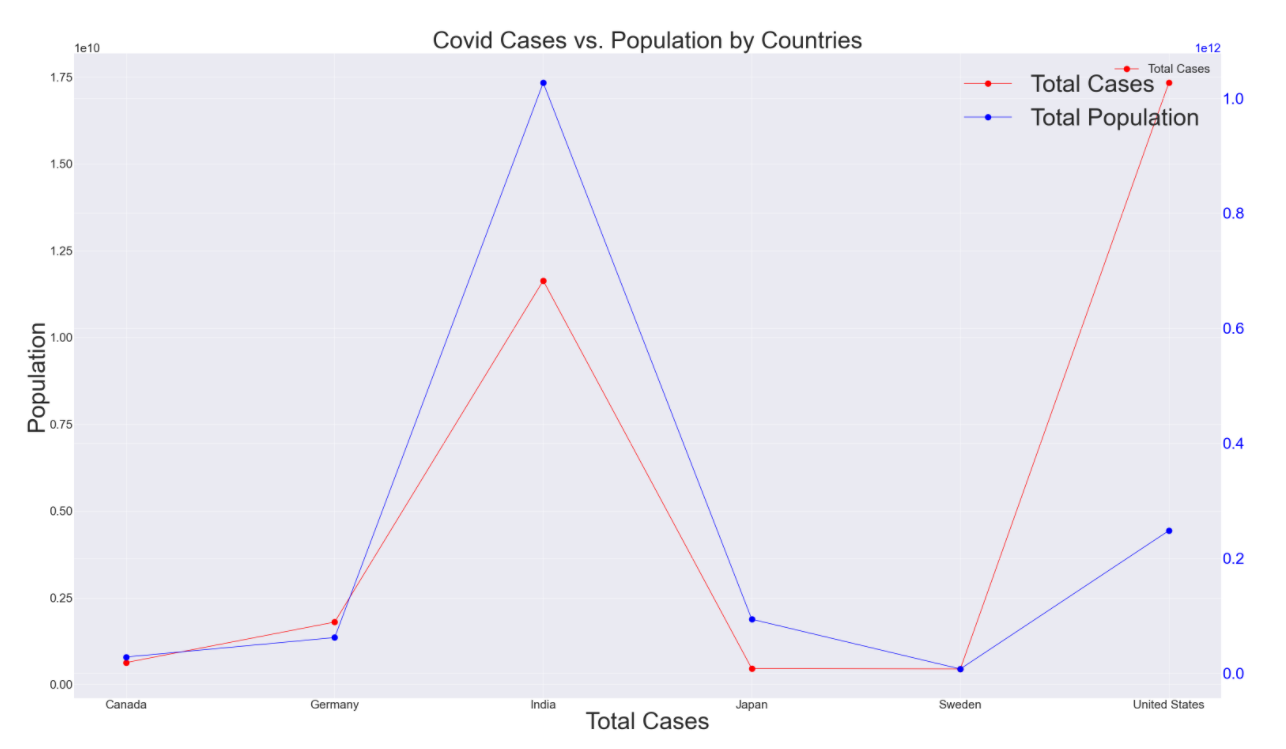 Covid Cases vs. Population by Countries
1e10
1e12
Total Cases
Total Cases
Total Population
1.75
1.50
1.25
1.00
0.75
0.50
0.25
0.00
Population
1.0
0.8
0.6
0.4
0.2
0.0
Canada
Germany
India
Japan
Sweden
United States
Total Cases